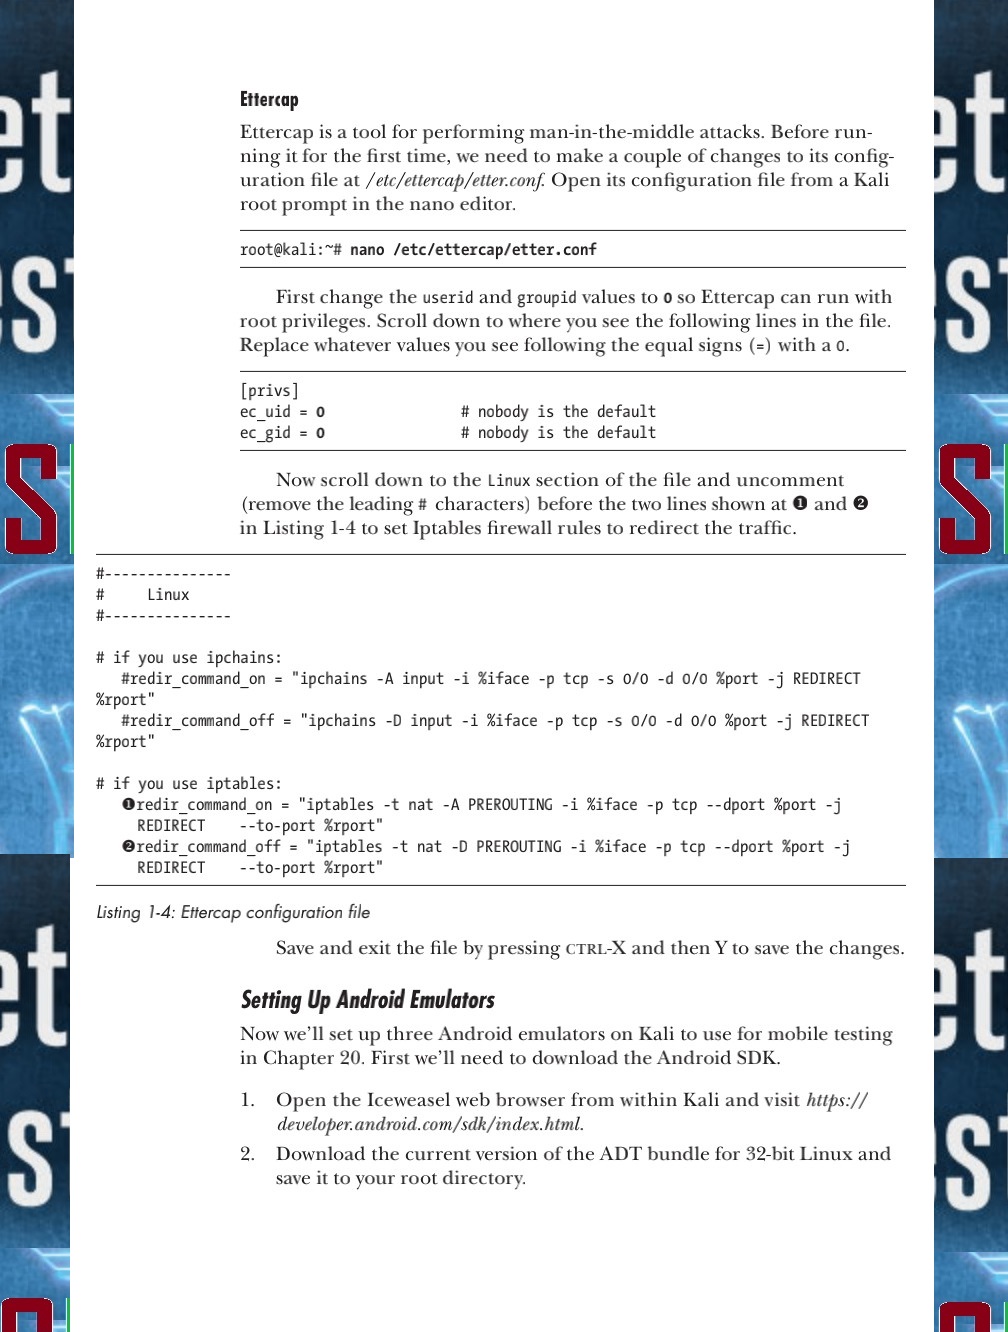 Ettercap
Ettercap is a tool for performing man-in-the-middle attacks. Before run-
ning it for the first time, we need to make a couple of changes to its config-
uration file at /etc/ettercap/etter.conf. Open its configuration file from a Kali
root prompt in the nano editor.
root@kali:~# nano /etc/ettercap/etter.conf
First change the userid and groupid values to 0 so Ettercap can run with
root privileges. Scroll down to where you see the following lines in the file.
Replace whatever values you see following the equal signs (=) with a 0.
[privs]
ec_uid = 0                # nobody is the default
ec_gid = 0                # nobody is the default
Now scroll down to the Linux section of the file and uncomment
(remove the leading # characters) before the two lines shown at ❶ and ❷
in Listing 1-4 to set Iptables firewall rules to redirect the traffic.
#---------------
#     Linux
#---------------
# if you use ipchains:
#redir_command_on = "ipchains -A input -i %iface -p tcp -s 0/0 -d 0/0 %port -j REDIRECT
%rport"
#redir_command_off = "ipchains -D input -i %iface -p tcp -s 0/0 -d 0/0 %port -j REDIRECT
%rport"
# if you use iptables:
❶redir_command_on = "iptables -t nat -A PREROUTING -i %iface -p tcp --dport %port -j
REDIRECT    --to-port %rport"
❷redir_command_off = "iptables -t nat -D PREROUTING -i %iface -p tcp --dport %port -j
REDIRECT    --to-port %rport"
Listing 1-4: Ettercap configuration file
Save and exit the file by pressing CTRL-X and then Y to save the changes.
Setting Up Android Emulators
Now we'll set up three Android emulators on Kali to use for mobile testing
in Chapter 20. First we'll need to download the Android SDK.
1. Open the Iceweasel web browser from within Kali and visit https://
developer.android.com/sdk/index.html.
2. Download the current version of the ADT bundle for 32-bit Linux and
save it to your root directory.